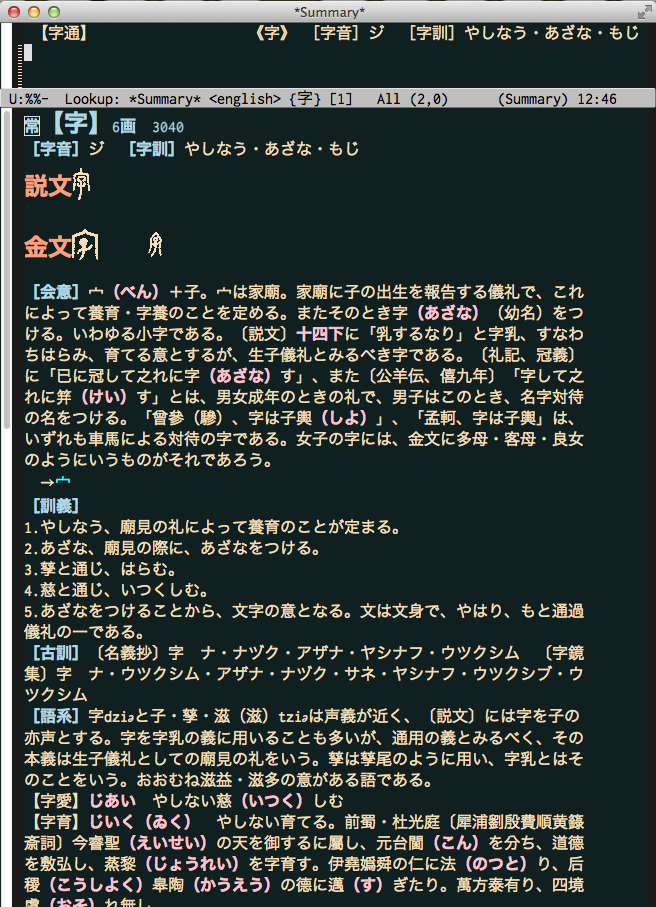 *Summary*
【字通】 《字》 ［字音］ジ ［字訓］やしなう・あざな・もじ
U:%%- Lookup: *Summary* <english> {字} [1] All (2,0) (Summary) 12:46
常【字】6画 3040
［字音］ジ ［字訓］やしなう・あざな・もじ
説文
金文
［会意］宀（べん）＋子。宀は家廟。家廟に子の出生を報告する儀礼で、これ
によって養育・字養のことを定める。またそのとき字（あざな）（幼名）をつ
ける。いわゆる小字である。〔説文〕十四下に「乳するなり」と字乳、すなわ
ちはらみ、育てる意とするが、生子儀礼とみるべき字である。〔礼記、冠義〕
に「已に冠して之れに字（あざな）す」、また〔公羊伝、僖九年〕「字して之
れに笄（けい）す」とは、男女成年のときの礼で、男子はこのとき、名字対待
の名をつける。「曾參（驂）、字は子輿（しよ）」、「孟軻、字は子輿」は、
いずれも車馬による対待の字である。女子の字には、金文に多母・客母・良女
のようにいうものがそれであろう。
→宀
［訓義］
1.やしなう、廟見の礼によって養育のことが定まる。
2.あざな、廟見の際に、あざなをつける。
3.孳と通じ、はらむ。
4.慈と通じ、いつくしむ。
5.あざなをつけることから、文字の意となる。文は文身で、やはり、もと通過
儀礼の一である。
［古訓］〔名義抄〕字 ナ・ナヅク・アザナ・ヤシナフ・ウツクシム 〔字鏡
集〕字 ナ・ウツクシム・アザナ・ナヅク・サネ・ヤシナフ・ウツクシブ・ウ
ツクシム
［語系］字dziəと子・孳・滋（滋）tziəは声義が近く、〔説文〕には字を子の
亦声とする。字を字乳の義に用いることも多いが、通用の義とみるべく、その
本義は生子儀礼としての廟見の礼をいう。孳は孳尾のように用い、字乳とはそ
のことをいう。おおむね滋益・滋多の意がある語である。
【字愛】じあい やしない慈（いつく）しむ
【字育】じいく（ゐく） やしない育てる。前蜀・杜光庭〔犀浦劉殷費順黄籙
斎詞〕今睿聖（えいせい）の天を御するに屬し、元台閫（こん）を分ち、道德
を敷弘し、蒸黎（じょうれい）を字育す。伊堯嬀舜の仁に法（のつと）り、后
稷（こうしよく）皋陶（かうえう）の德に邁（す）ぎたり。萬方泰有り、四境
虞（おそ）れ無し